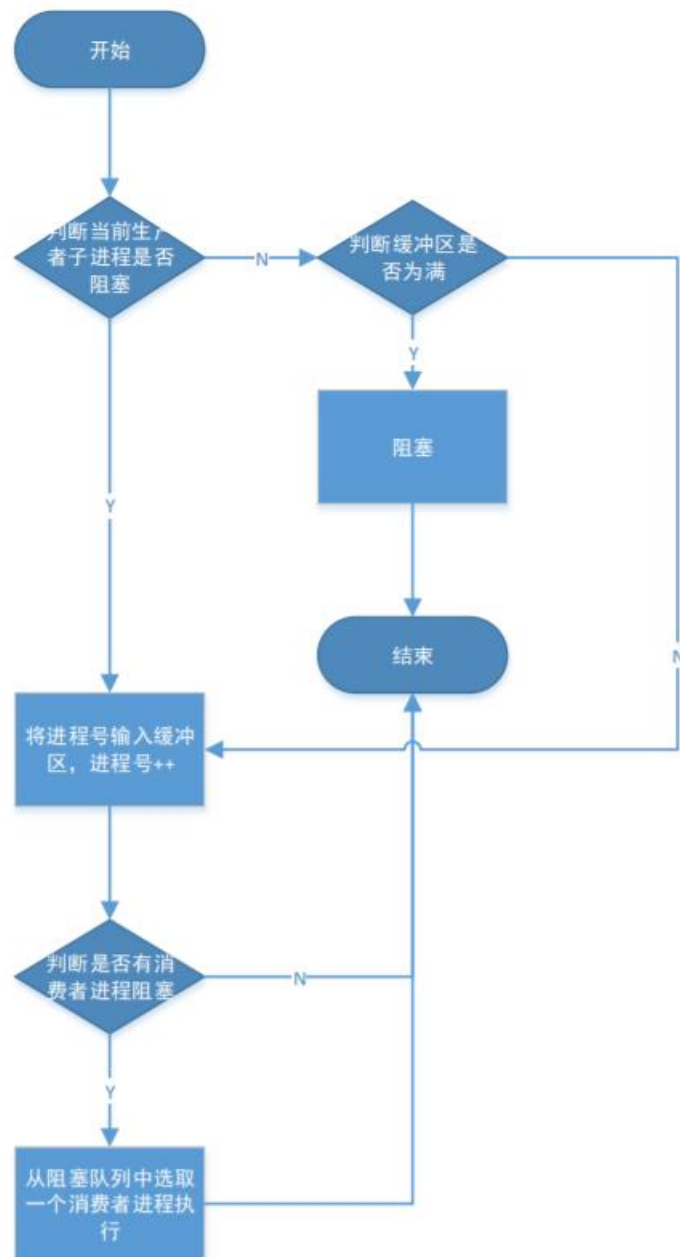 开始
判断当前生产
者子进程是否
阻塞
N
判断缓冲区是
否为满
Y
阻塞
Y
结束
N
将进程号输入缓冲
区，进程号++
判断是否有消
费者进程阻塞
N
Y
从阻塞队列中选取
一个消费者进程执
行